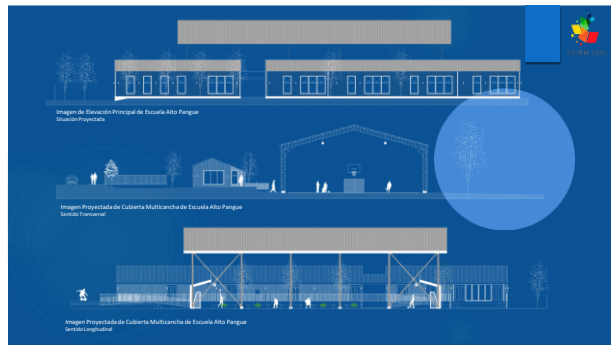 Imagen de Elevación Principal de Escuela Alto Pangue
Situación Proyectada
Imagen Proyectada de Cubierta Multicancha de Escuela Alto Pangue
Sentido Transversal
Imagen Proyectada de Cubierta Multicancha de Escuela Alto Pangue
Sentido Longitudinal